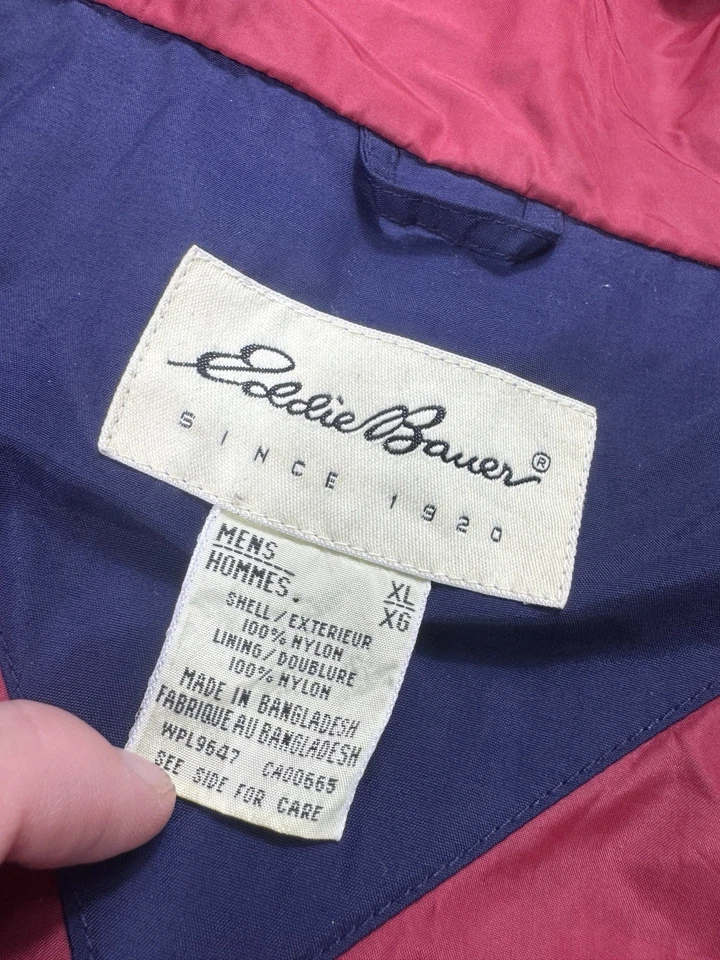 Eddie Bauer®
SINCE 1920
MENS
HOMMES.
XL
XG
SHELL/EXTERIEUR
100% NYLON
LINING/DOUBLURE
100% NYLON
MADE IN BANGLADESH
FABRIQUE AU BANGLADESH
WPL9647 CA00665
SEE SIDE FOR CARE